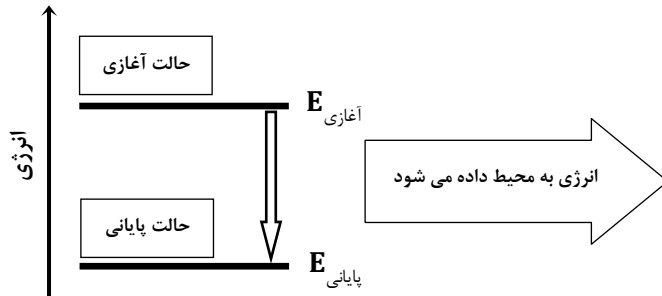 حالت آغازی
E آغازی
انرژی
انرژی به محیط داده می شود
حالت پایانی
E پایانی